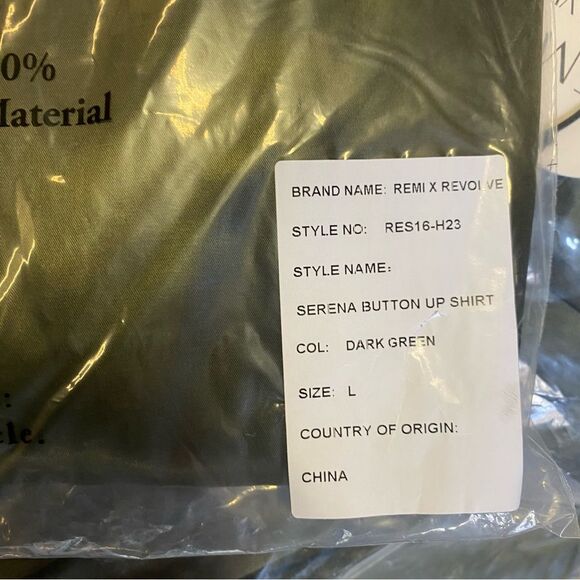 0%
Material
BRAND NAME: REMI X REVOLVE
STYLE NO: RES16-H23
STYLE NAME:
SERENA BUTTON UP SHIRT
COL: DARK GREEN
SIZE: L
COUNTRY OF ORIGIN:
CHINA